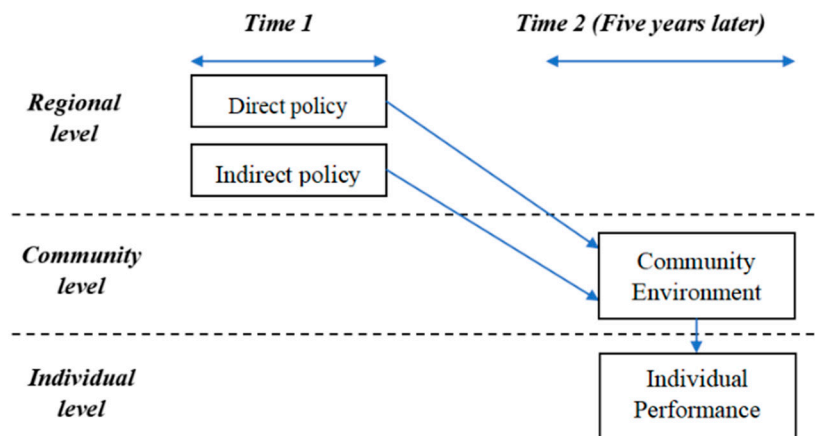 Time 1
Time 2 (Five years later)
Regional
level
Direct policy
Indirect policy
Community
level
Community
Environment
Individual
level
Individual
Performance